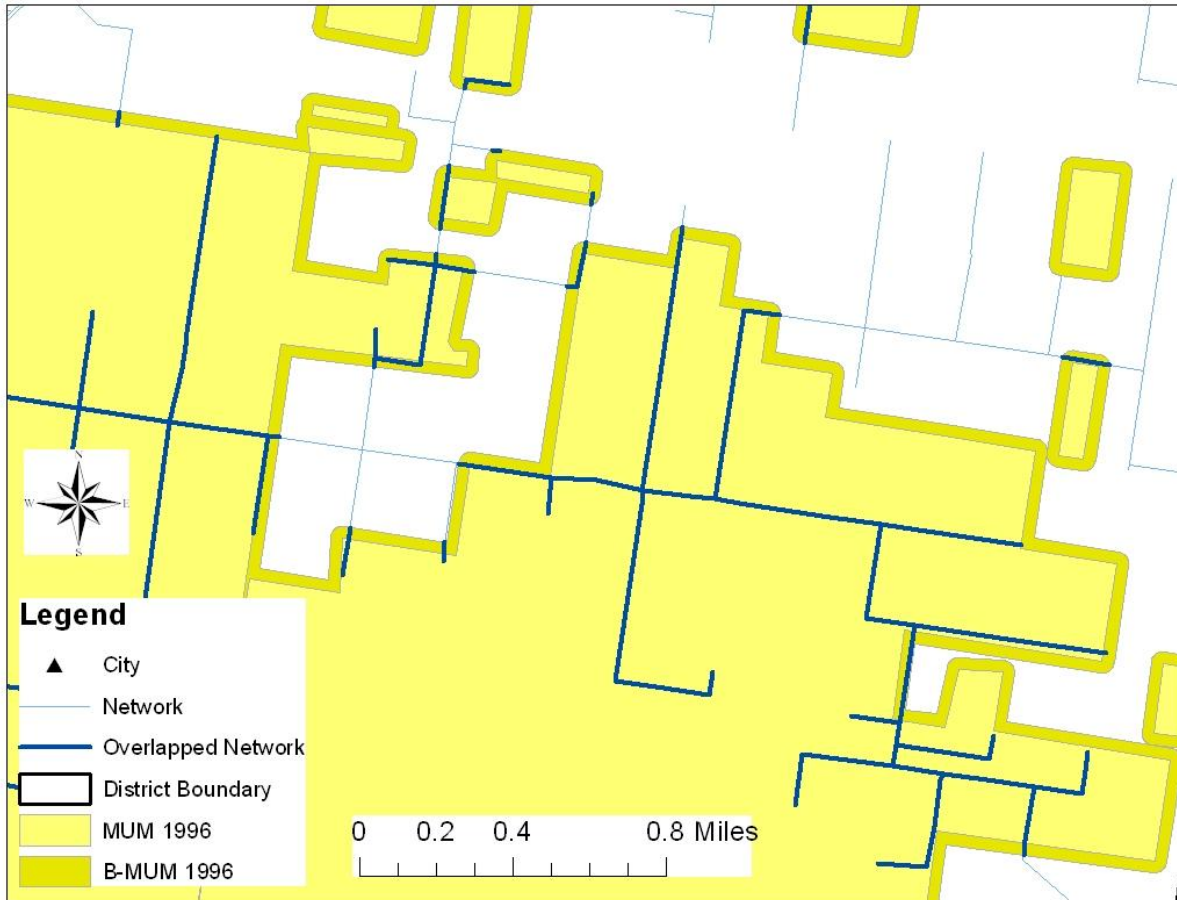 N
W E
S
Legend
City
Network
Overlapped Network
District Boundary
MUM 1996
B-MUM 1996
0 0.2 0.4 0.8 Miles